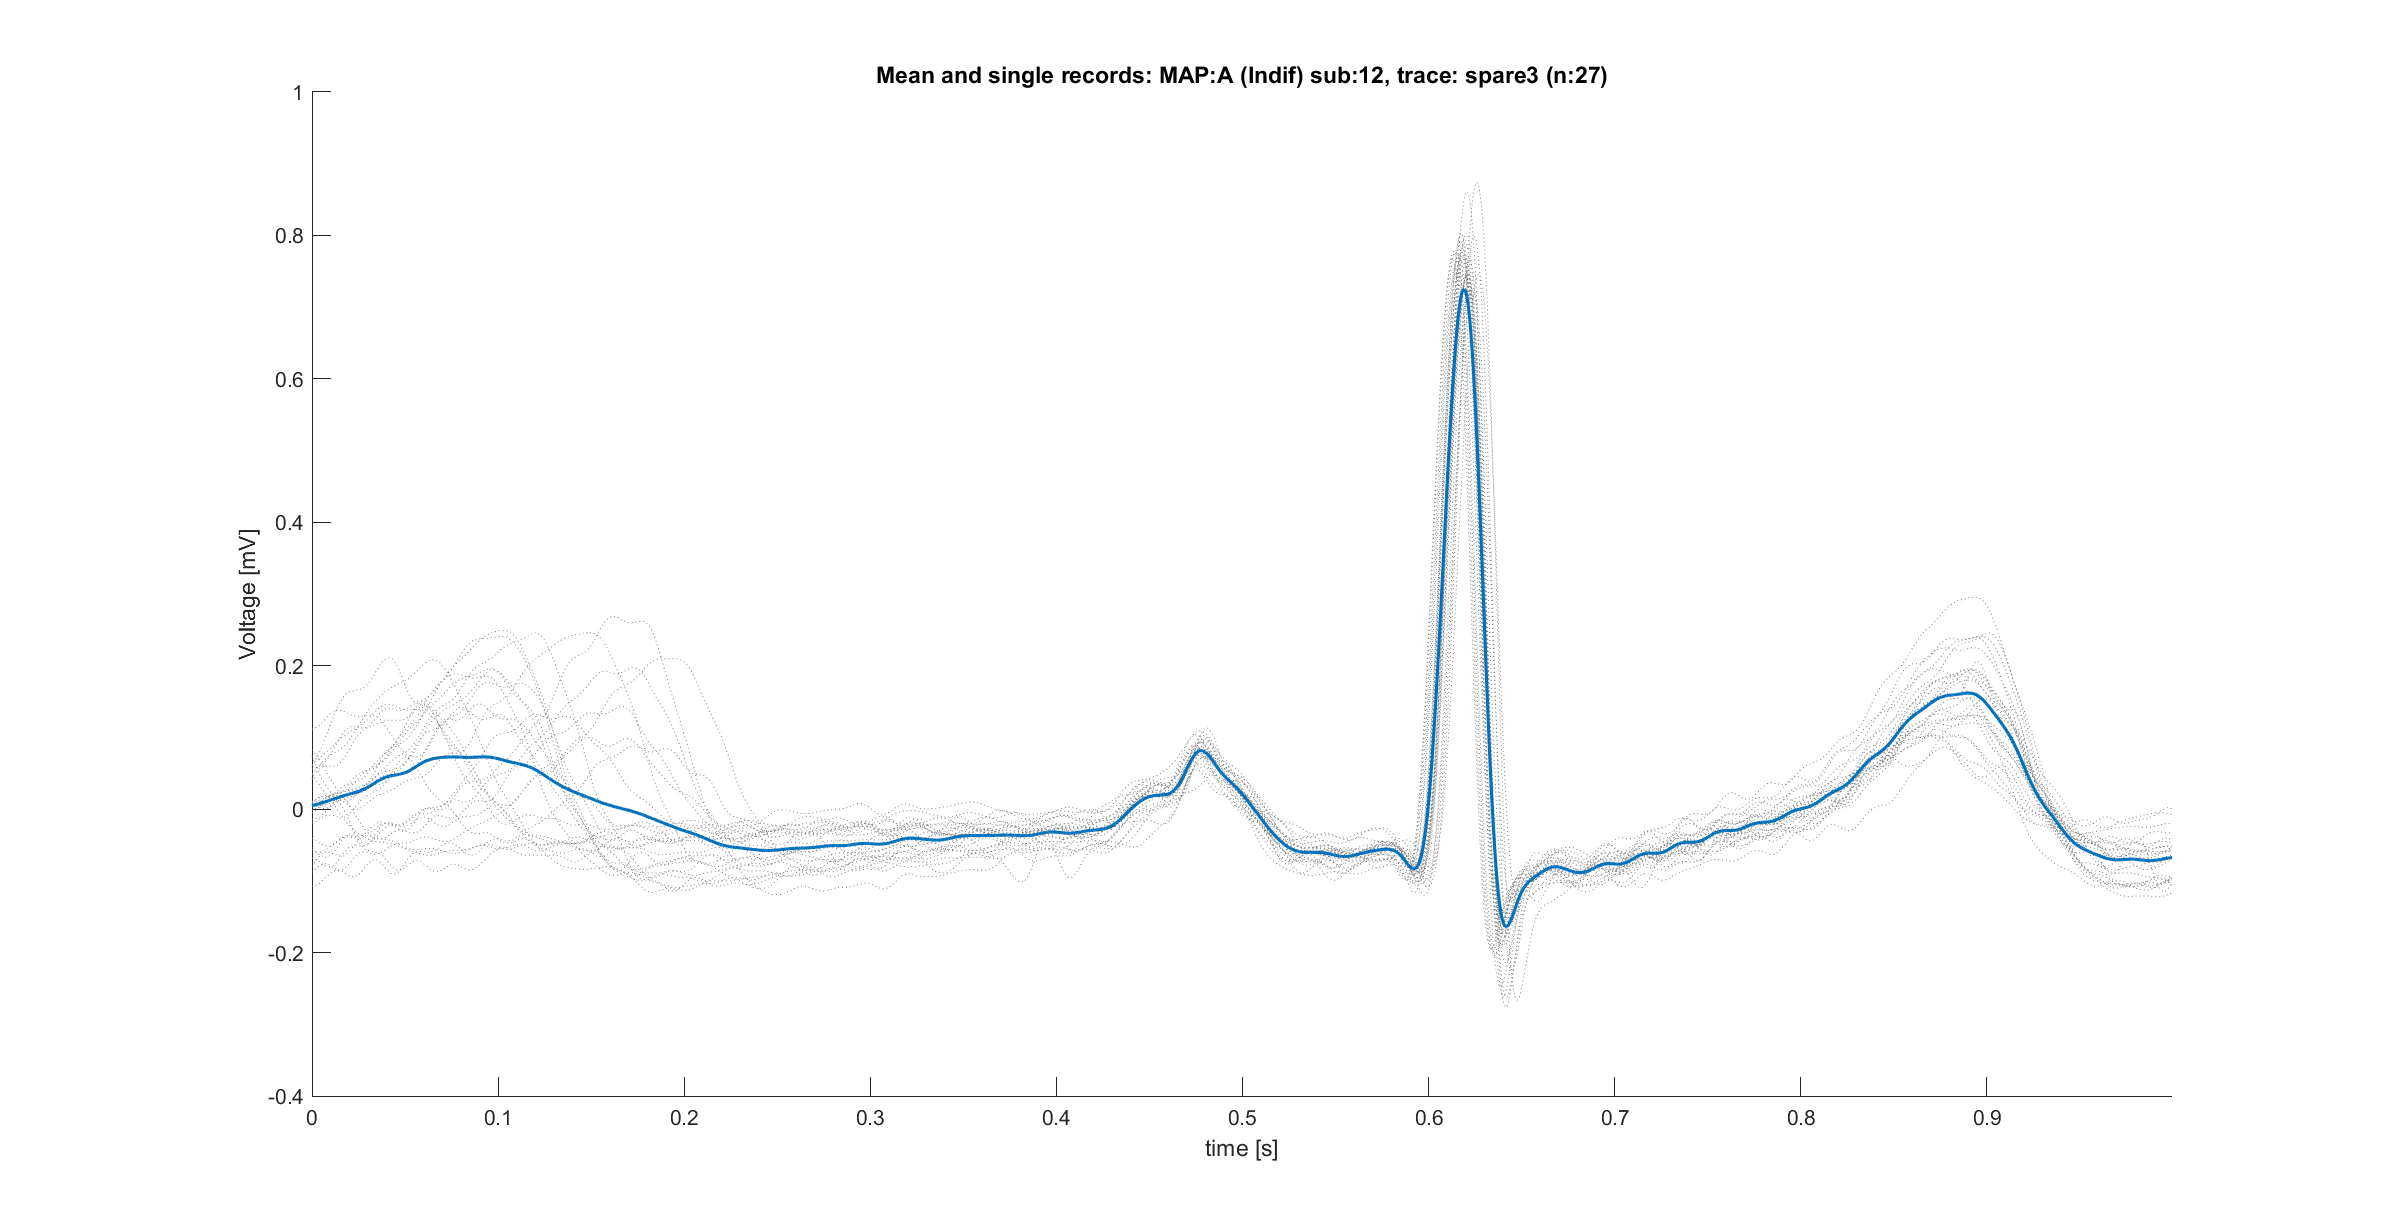 Mean and single records: MAP:A (Indif) sub:12, trace: spare3 (n:27)
1
0.8
0.6
0.4
0.2
0
-0.2
-0.4
Voltage [mV]
0 0.1 0.2 0.3 0.4 0.5 0.6 0.7 0.8 0.9
time [s]